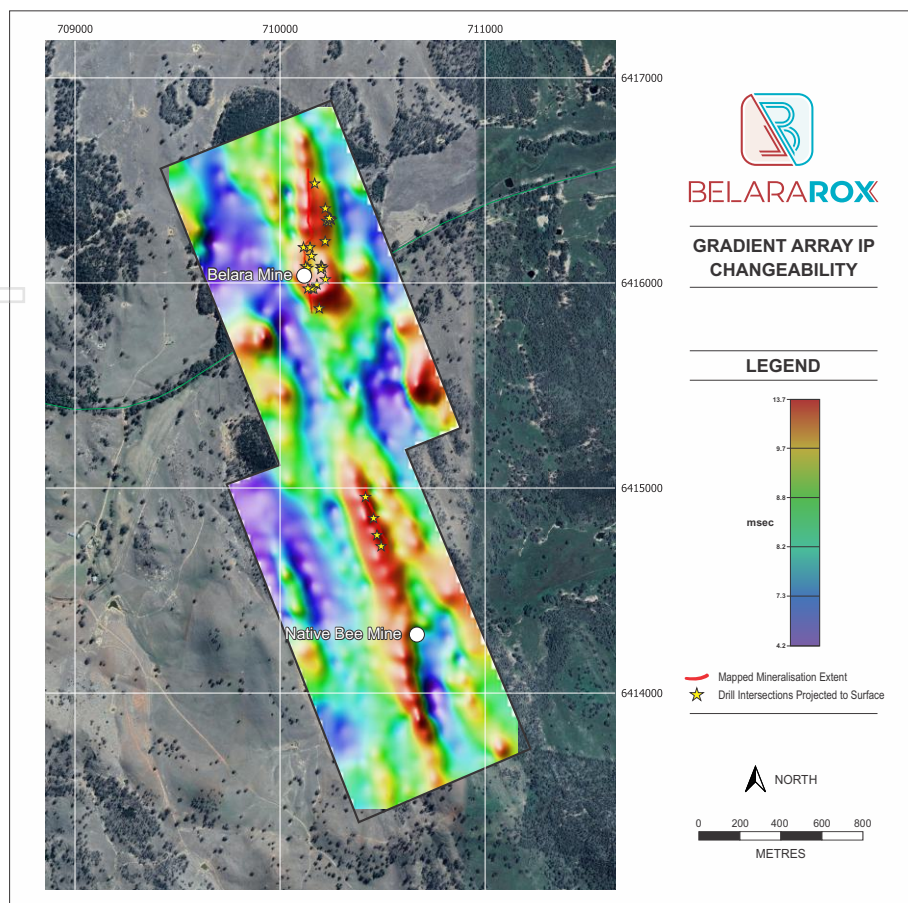 709000
710000
711000
6417000
BELARAROX
GRADIENT ARRAY IP
CHANGEABILITY
Belara Mine
6416000
LEGEND
13.7
9.7
6415000
8.8
msec
8.2
7.3
Native Bee Mine
4.2
Mapped Mineralisation Extent
6414000
Drill Intersections Projected to Surface
NORTH
0 200 400 600 800
METRES